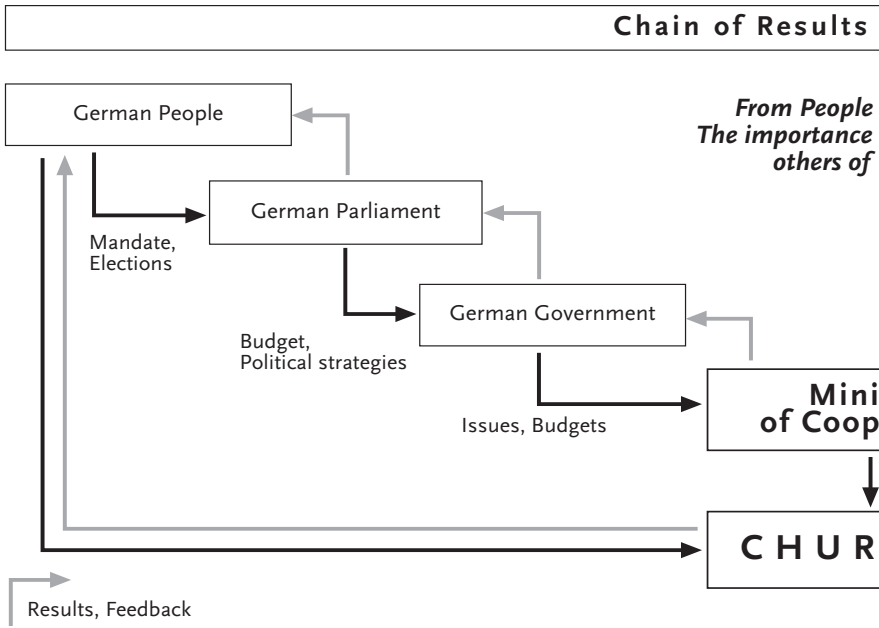 Chain of Results
German People
From People
The importance
others of
German Parliament
Mandate,
Elections
German Government
Budget,
Political strategies
Mini
of Coop
Issues, Budgets
CHUR
Results, Feedback